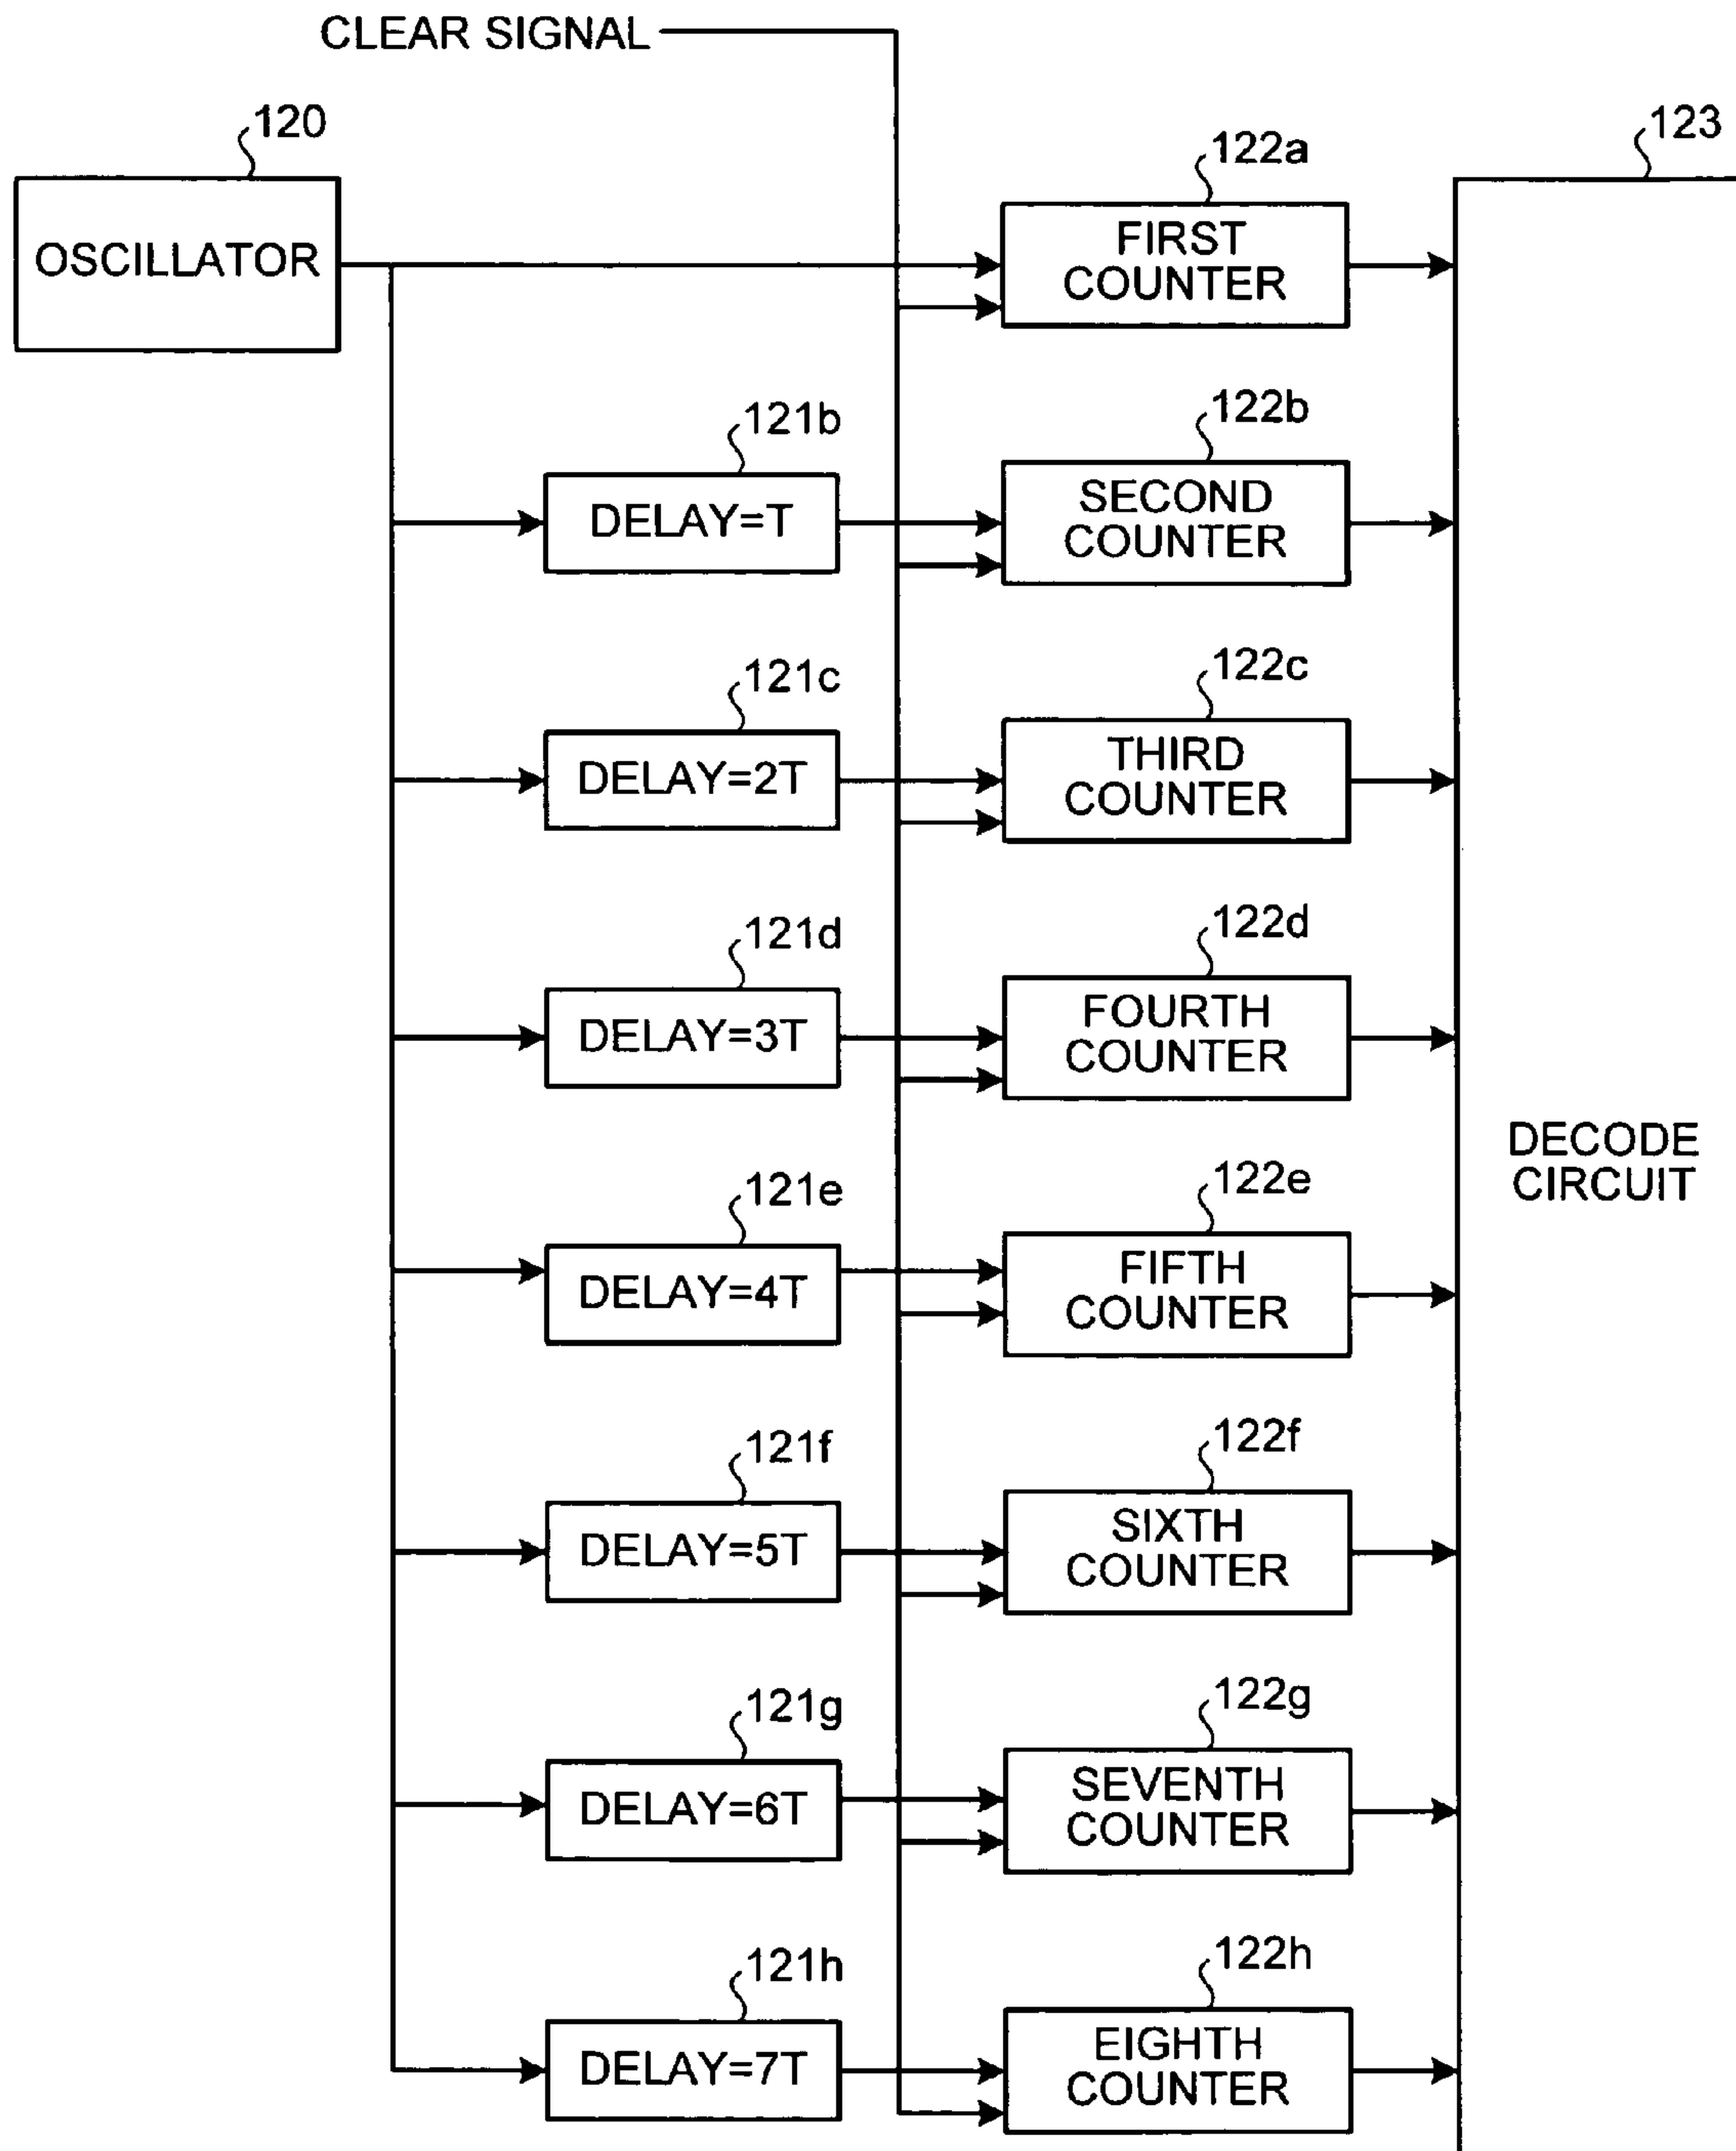 CLEAR SIGNAL
120
OSCILLATOR
122a
FIRST
COUNTER
123
121b
DELAY=T
122b
SECOND
COUNTER
121c
DELAY=2T
122c
THIRD
COUNTER
121d
DELAY=3T
122d
FOURTH
COUNTER
DECODE
CIRCUIT
121e
DELAY=4T
122e
FIFTH
COUNTER
121f
DELAY=5T
122f
SIXTH
COUNTER
121g
DELAY=6T
122g
SEVENTH
COUNTER
121h
DELAY=7T
122h
EIGHTH
COUNTER